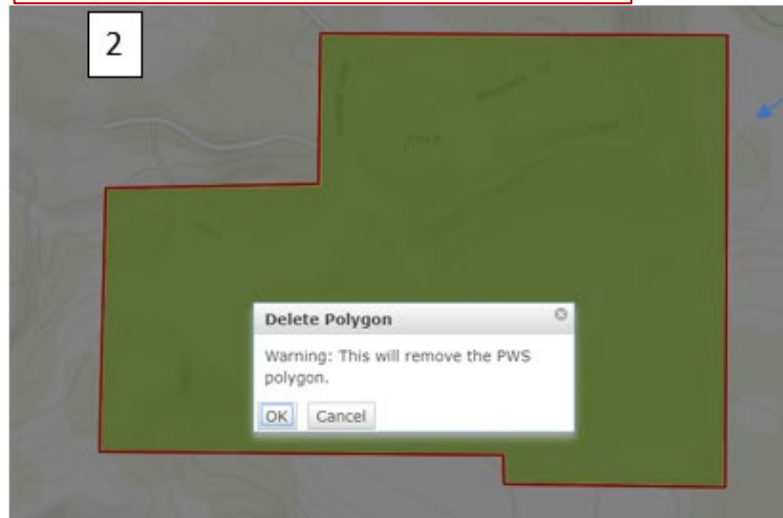 2
Delete Polygon
Warning: This will remove the PWS
polygon.
OK
Cancel